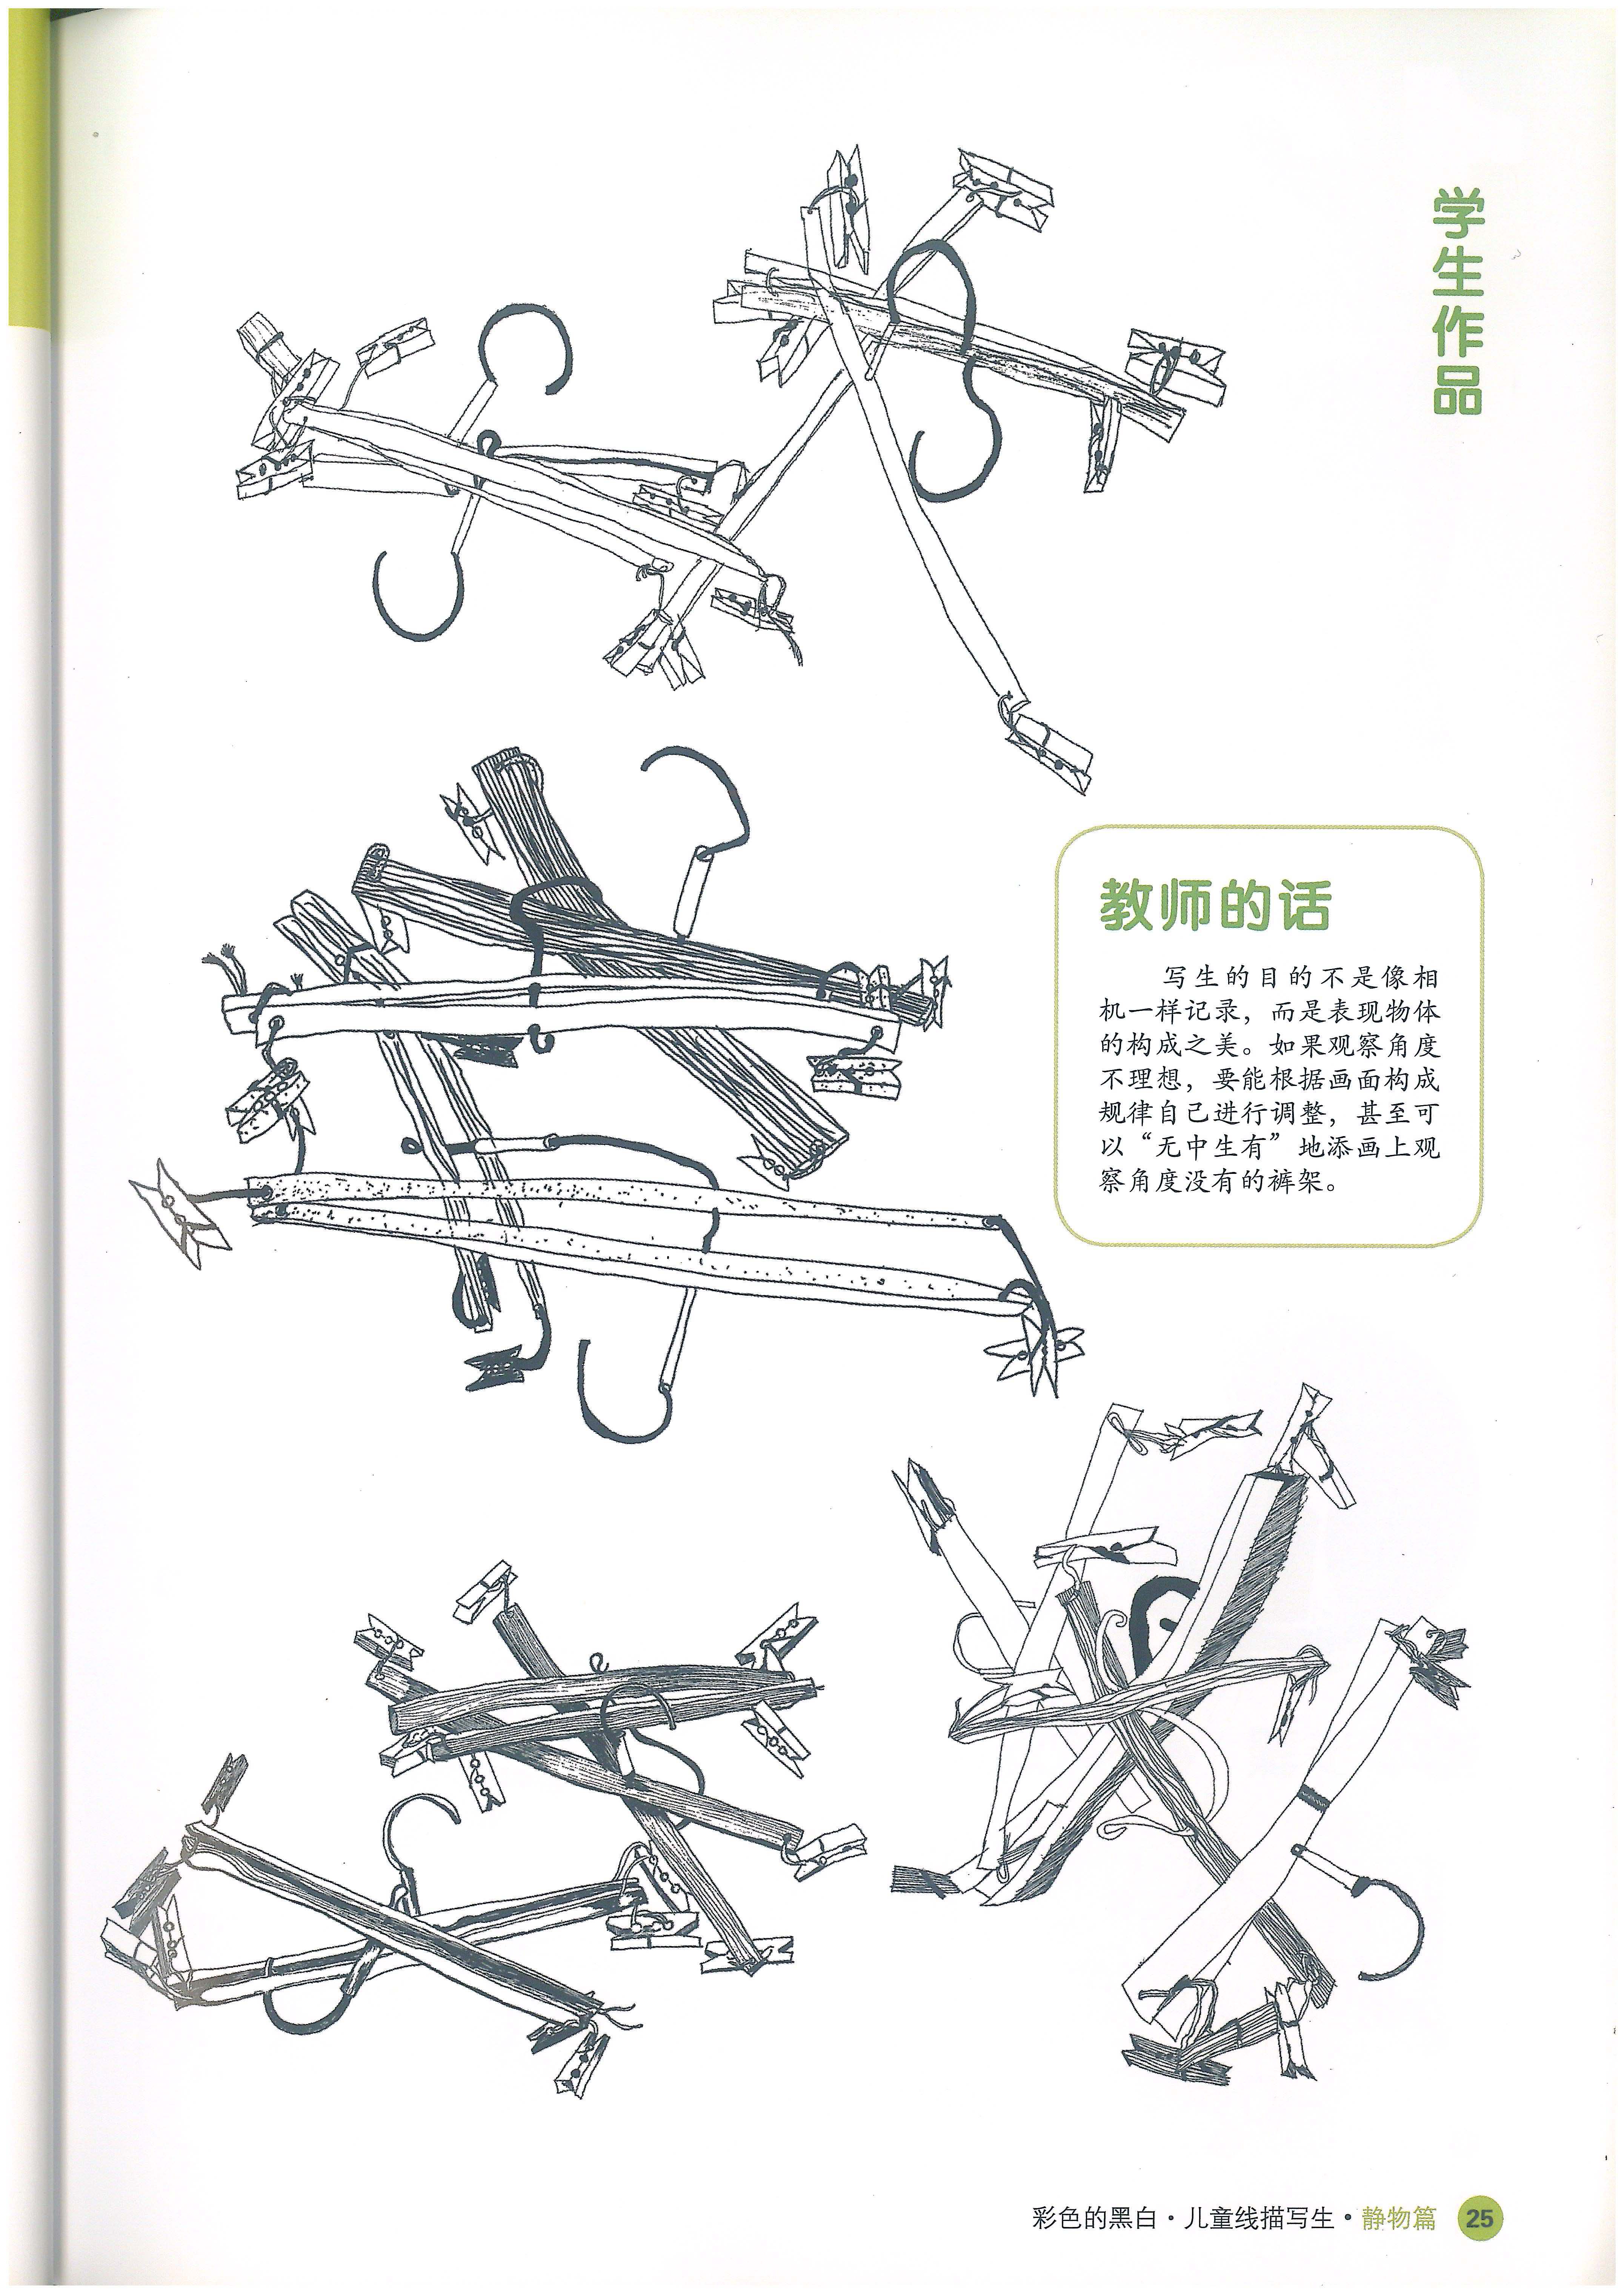 学生作品
教师的话
写生的目的不是像相
机一样记录，而是表现物体
的构成之美。如果观察角度
不理想，要能根据画面构成
规律自己进行调整，甚至可
以“无中生有”地添画上观
察角度没有的裤架。
彩色的黑白·儿童线描写生·静物篇 25